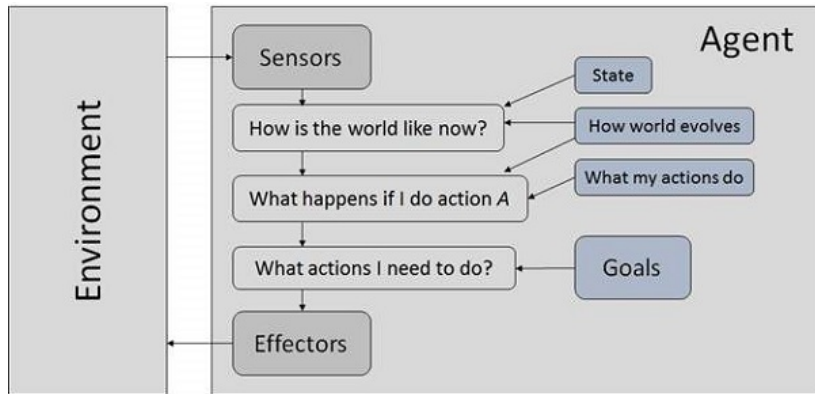 Agent
Environment
Sensors
State
How is the world like now?
How world evolves
What happens if I do action A
What my actions do
What actions I need to do?
Goals
Effectors